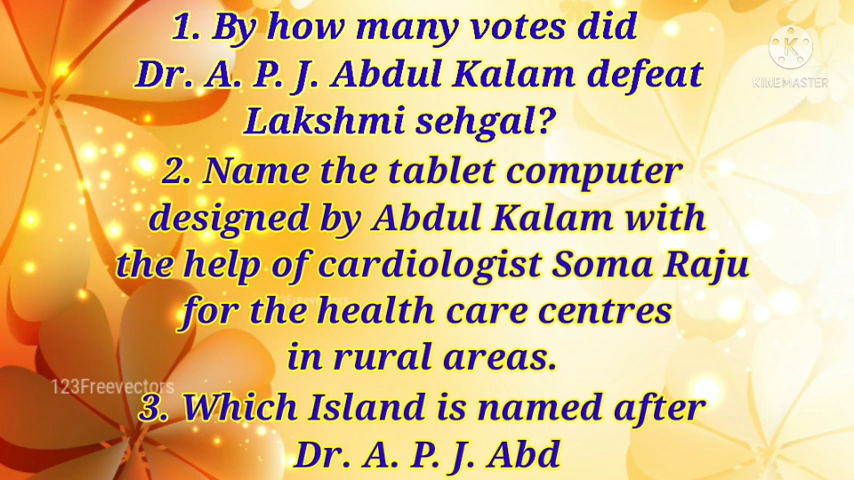 1. By how many votes did
Dr. A. P. J. Abdul Kalam defeat
Lakshmi sehgal?
2. Name the tablet computer
designed by Abdul Kalam with
the help of cardiologist Soma Raju
for the health care centres
in rural areas.
3. Which Island is named after
Dr. A. P. J. Abd
K
KINEMASTER
123Freevectors